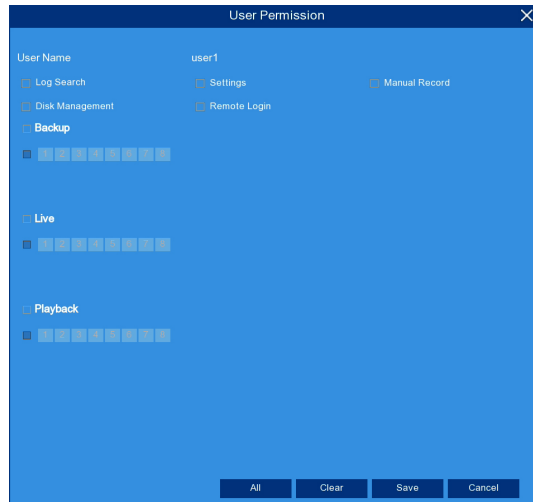 User Permission
User Name user1
Log Search Settings Manual Record
Disk Management Remote Login
Backup
1 2 3 4 5 6 7 8
Live
1 2 3 4 5 6 7 8
Playback
1 2 3 4 5 6 7 8
All Clear Save Cancel